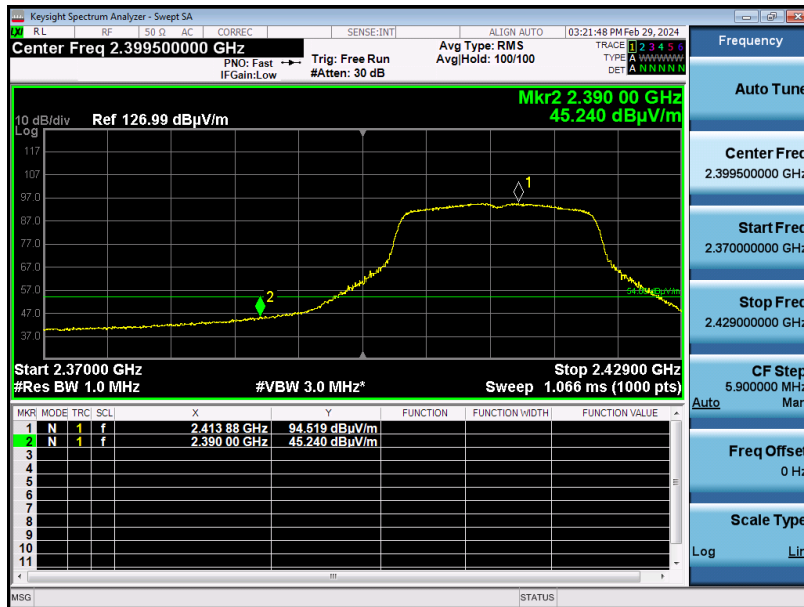 Keysight Spectrum Analyzer - Swept SA
LXI RL RF 50 Ω AC CORREC SENSE:INT ALIGN AUTO 03:21:48 PM Feb 29, 2024
Center Freq 2.399500000 GHz
PNO: Fast
IFGain:Low
Trig: Free Run
#Atten: 30 dB
Avg Type: RMS
Avg|Hold: 100/100
TRACE 1 2 3 4 5 6
TYPE A W W W W W
DET A N N N N N
Mkr2 2.390 00 GHz
45.240 dBµV/m
10 dB/div Ref 126.99 dBµV/m
Log
117
107
97.0
87.0
77.0
67.0
57.0
47.0
37.0
1
2
Start 2.37000 GHz Stop 2.42900 GHz
#Res BW 1.0 MHz #VBW 3.0 MHz* Sweep 1.066 ms (1000 pts)
MKR MODE TRC SCL X Y FUNCTION FUNCTION WIDTH FUNCTION VALUE
1 N 1 f 2.413 88 GHz 94.519 dBµV/m
2 N 1 f 2.390 00 GHz 45.240 dBµV/m
3
4
5
6
7
8
9
10
11
MSG STATUS
Frequency
Auto Tune
Center Freq
2.399500000 GHz
Start Freq
2.370000000 GHz
Stop Freq
2.429000000 GHz
CF Step
5.900000 MHz
Auto Man
Freq Offset
0 Hz
Scale Type
Log Lin